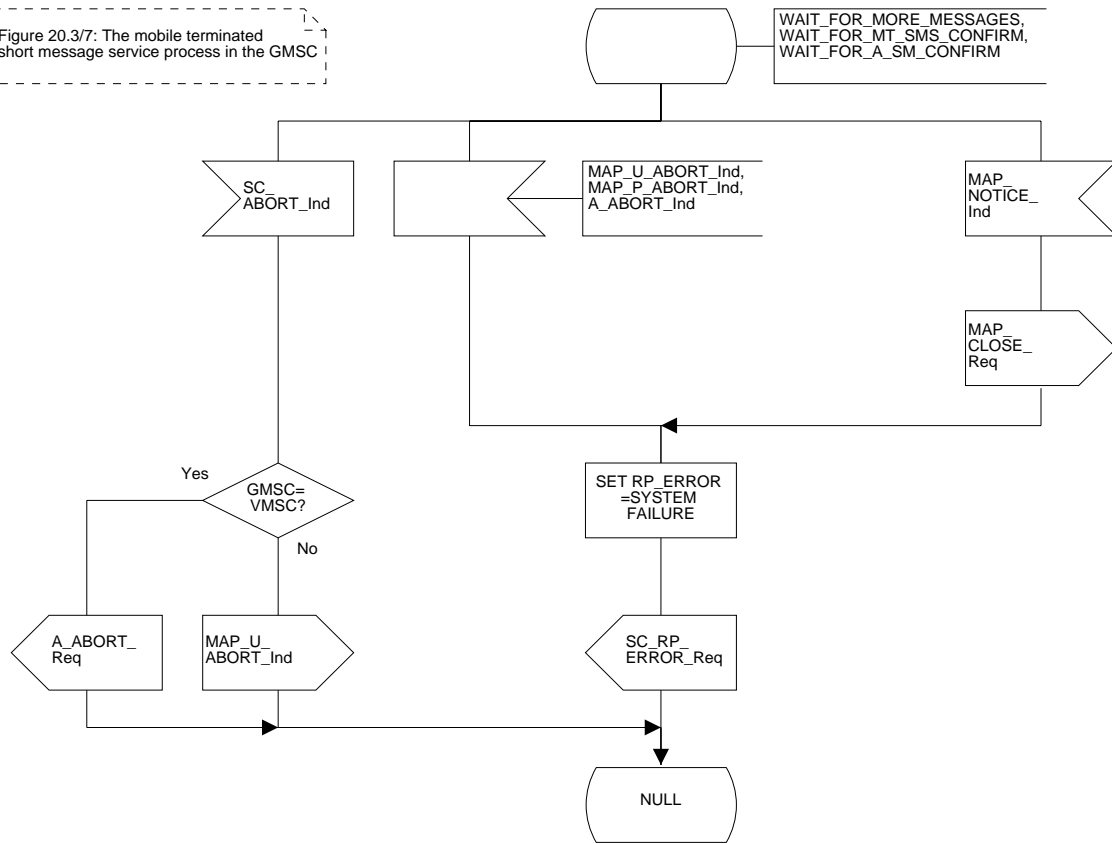 Figure 20.3/7: The mobile terminated
short message service process in the GMSC
WAIT_FOR_MORE_MESSAGES,
WAIT_FOR_MT_SMS_CONFIRM,
WAIT_FOR_A_SM_CONFIRM
SC_
ABORT_Ind
MAP_U_ABORT_Ind,
MAP_P_ABORT_Ind,
A_ABORT_Ind
MAP_
NOTICE_
Ind
MAP_
CLOSE_
Req
Yes
GMSC=
VMSC?
No
SET RP_ERROR
=SYSTEM
FAILURE
A_ABORT_
Req
MAP_U_
ABORT_Ind
SC_RP_
ERROR_Req
NULL